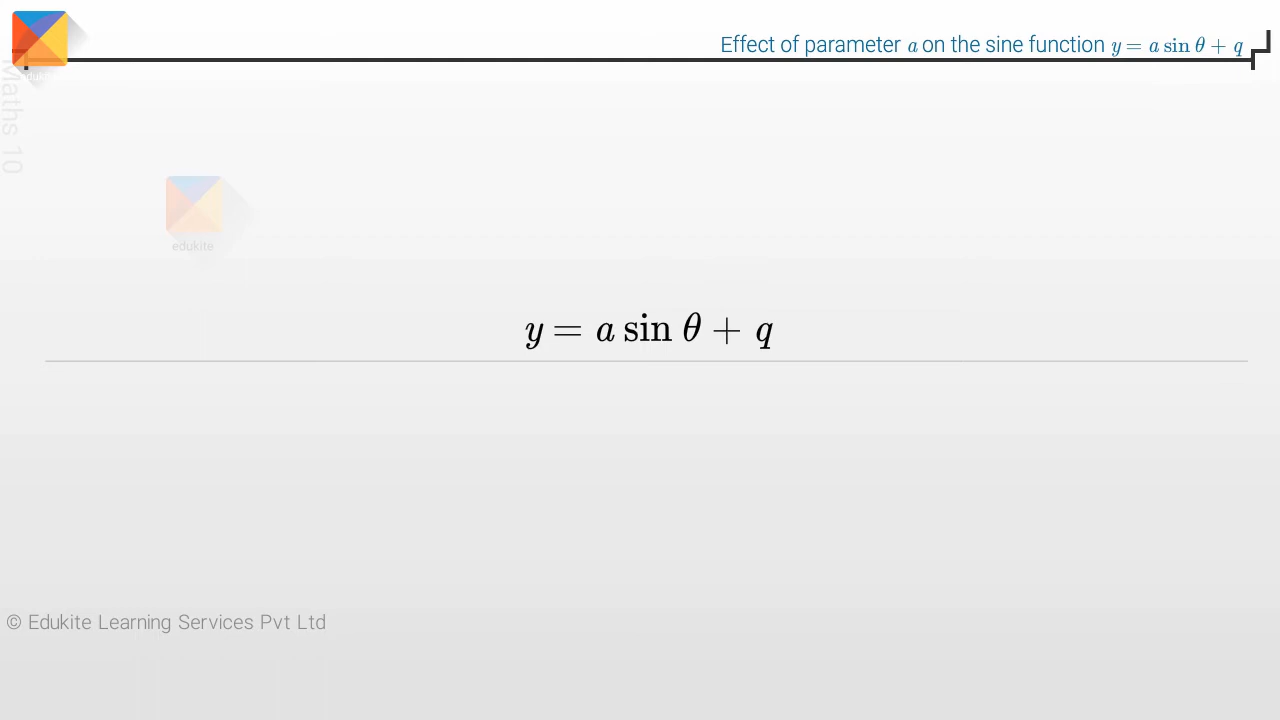 Effect of parameter a on the sine function y = a sin θ + q
Maths 10
edukite
y = a sin θ + q
© Edukite Learning Services Pvt Ltd